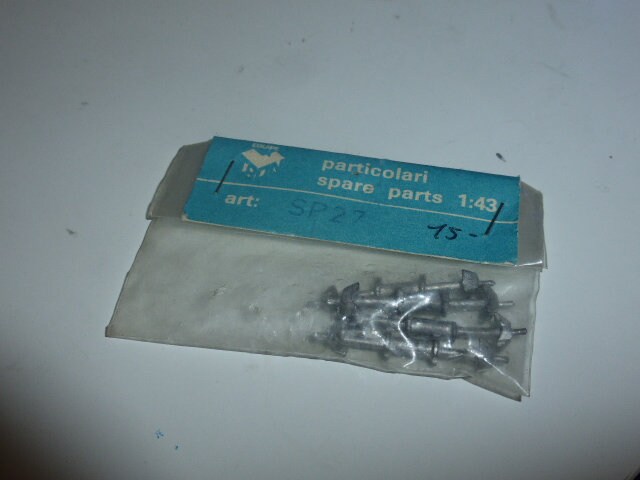 particolari
spare parts 1:43
art: SP27
15.-